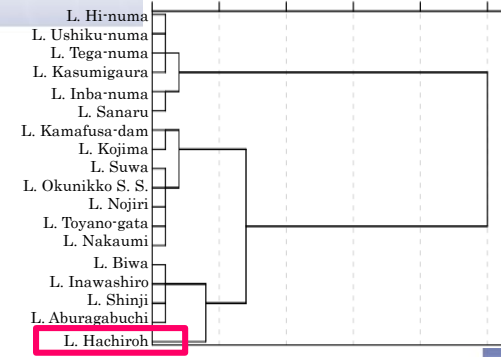 L. Hi-numa
L. Ushiku-numa
L. Tega-numa
L. Kasumigaura
L. Inba-numa
L. Sanaru
L. Kamafusa-dam
L. Kojima
L. Suwa
L. Okunikko S. S.
L. Nojiri
L. Toyano-gata
L. Nakaumi
L. Biwa
L. Inawashiro
L. Shinji
L. Aburagabuchi
L. Hachiroh